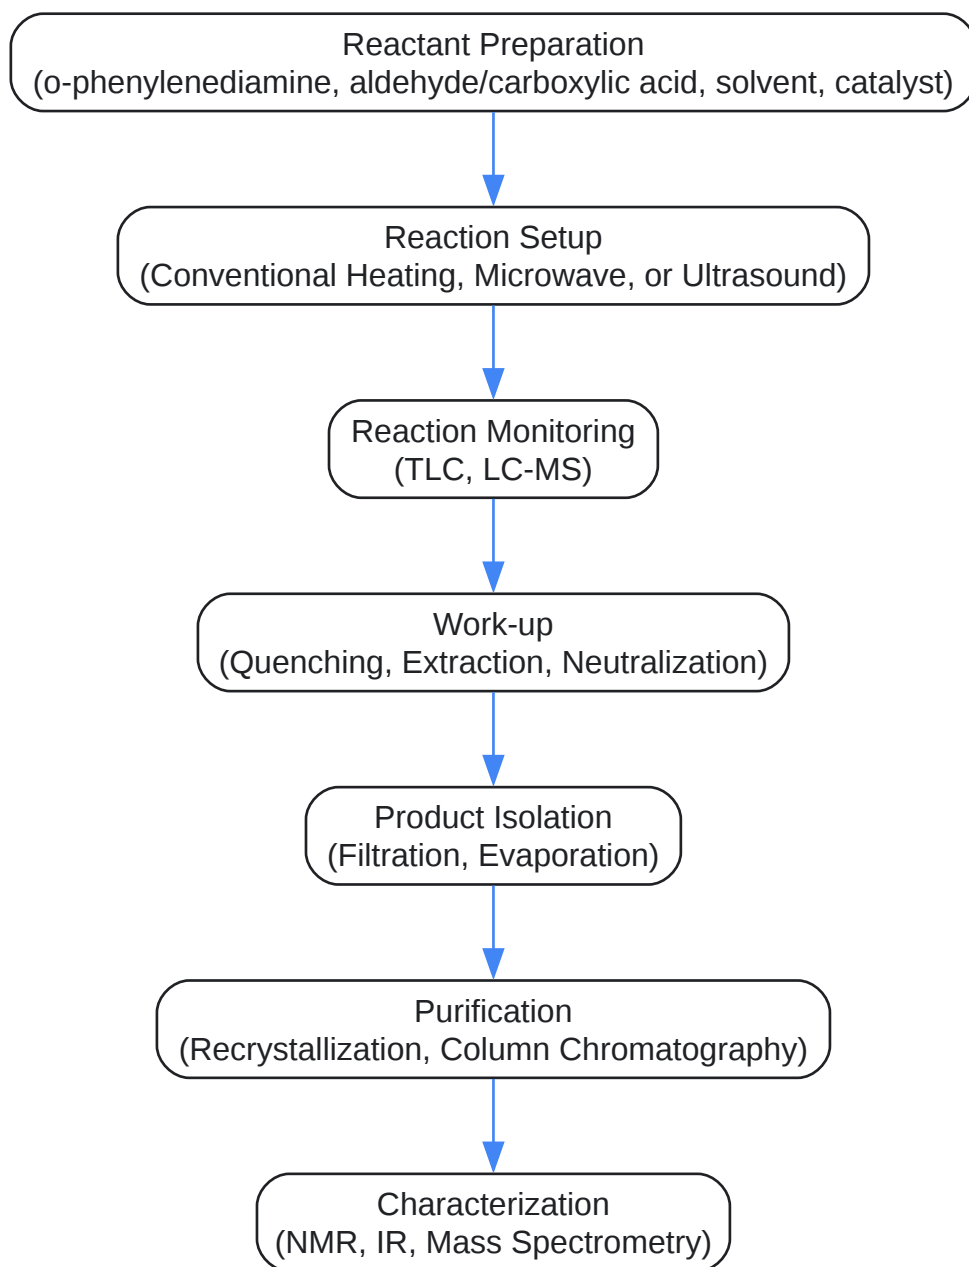 Reactant Preparation
(o-phenylenediamine, aldehyde/carboxylic acid, solvent, catalyst)
Reaction Setup
(Conventional Heating, Microwave, or Ultrasound)
Reaction Monitoring
(TLC, LC-MS)
Work-up
(Quenching, Extraction, Neutralization)
Product Isolation
(Filtration, Evaporation)
Purification
(Recrystallization, Column Chromatography)
Characterization
(NMR, IR, Mass Spectrometry)